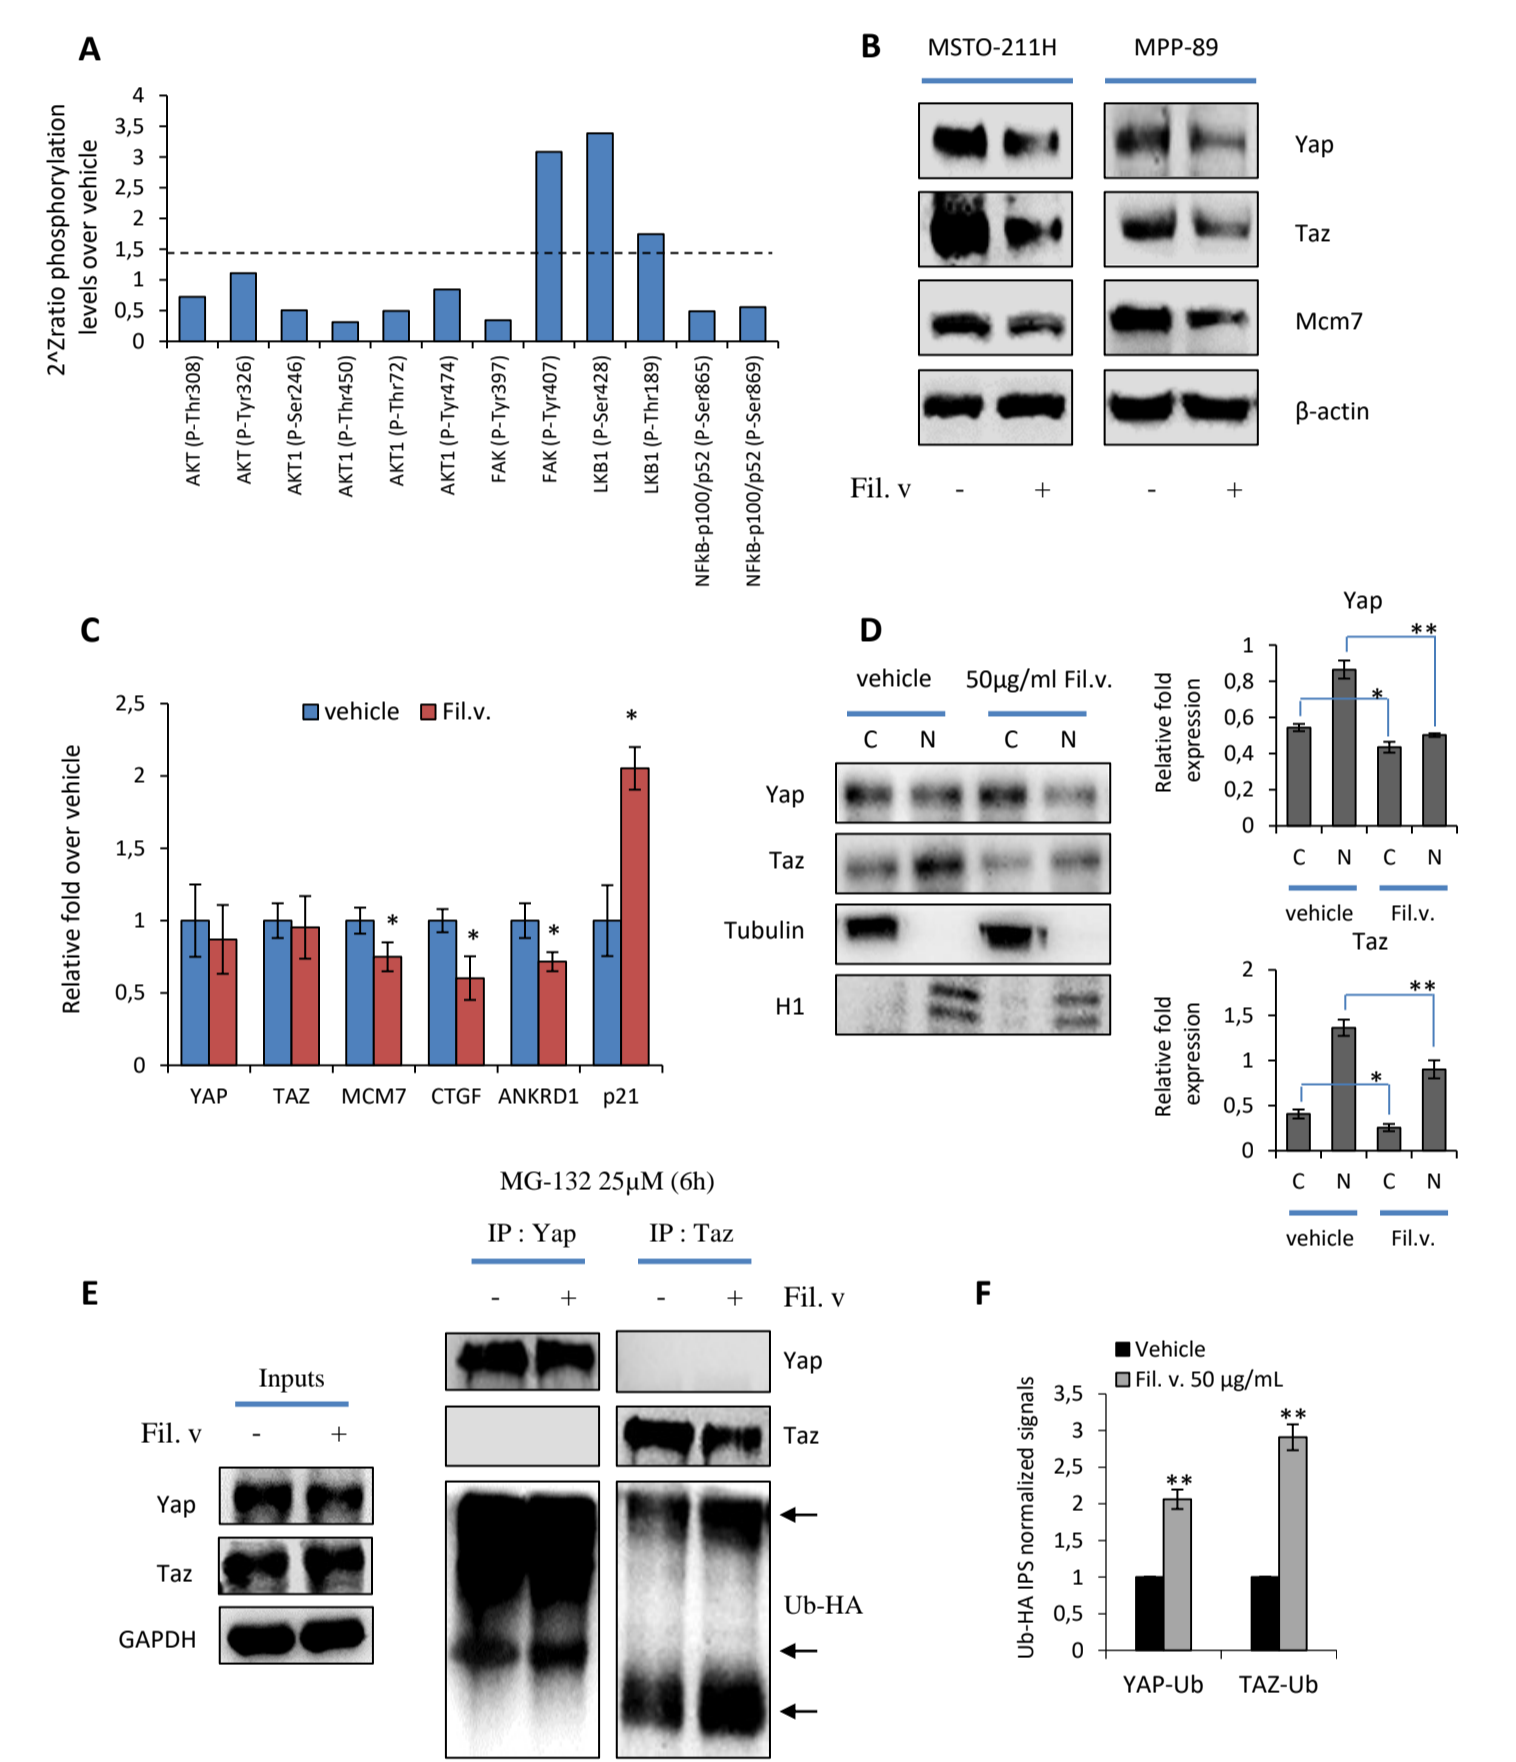 A
2^Zratio phosphorylation
levels over vehicle
4
3,5
3
2,5
2
1,5
1
0,5
0
AKT (P-Thr308)
AKT (P-Tyr326)
AKT1 (P-Ser246)
AKT1 (P-Thr450)
AKT1 (P-Thr72)
AKT1 (P-Tyr474)
FAK (P-Tyr397)
FAK (P-Tyr407)
LKB1 (P-Ser428)
LKB1 (P-Thr189)
NFkB-p100/p52 (P-Ser865)
NFkB-p100/p52 (P-Ser869)
B
MSTO-211H MPP-89
Yap
Taz
Mcm7
β-actin
Fil. v - + - +
C
Relative fold over vehicle
2,5
2
1,5
1
0,5
0
vehicle Fil.v.
*
* * *
YAP TAZ MCM7 CTGF ANKRD1 p21
D
vehicle 50µg/ml Fil.v.
C N C N
Yap
Taz
Tubulin
H1
Yap
Relative fold
expression
1
0,8
0,6
0,4
0,2
0
**
*
C N C N
vehicle Fil.v.
Taz
Relative fold
expression
2
1,5
1
0,5
0
**
*
C N C N
vehicle Fil.v.
E
MG-132 25µM (6h)
IP : Yap IP : Taz
- + - + Fil. v
Yap
Taz
Ub-HA
Inputs
Fil. v - +
Yap
Taz
GAPDH
F
Vehicle
Fil. v. 50 µg/mL
Ub-HA IPS normalized signals
3,5
3
2,5
2
1,5
1
0,5
0
** **
YAP-Ub TAZ-Ub